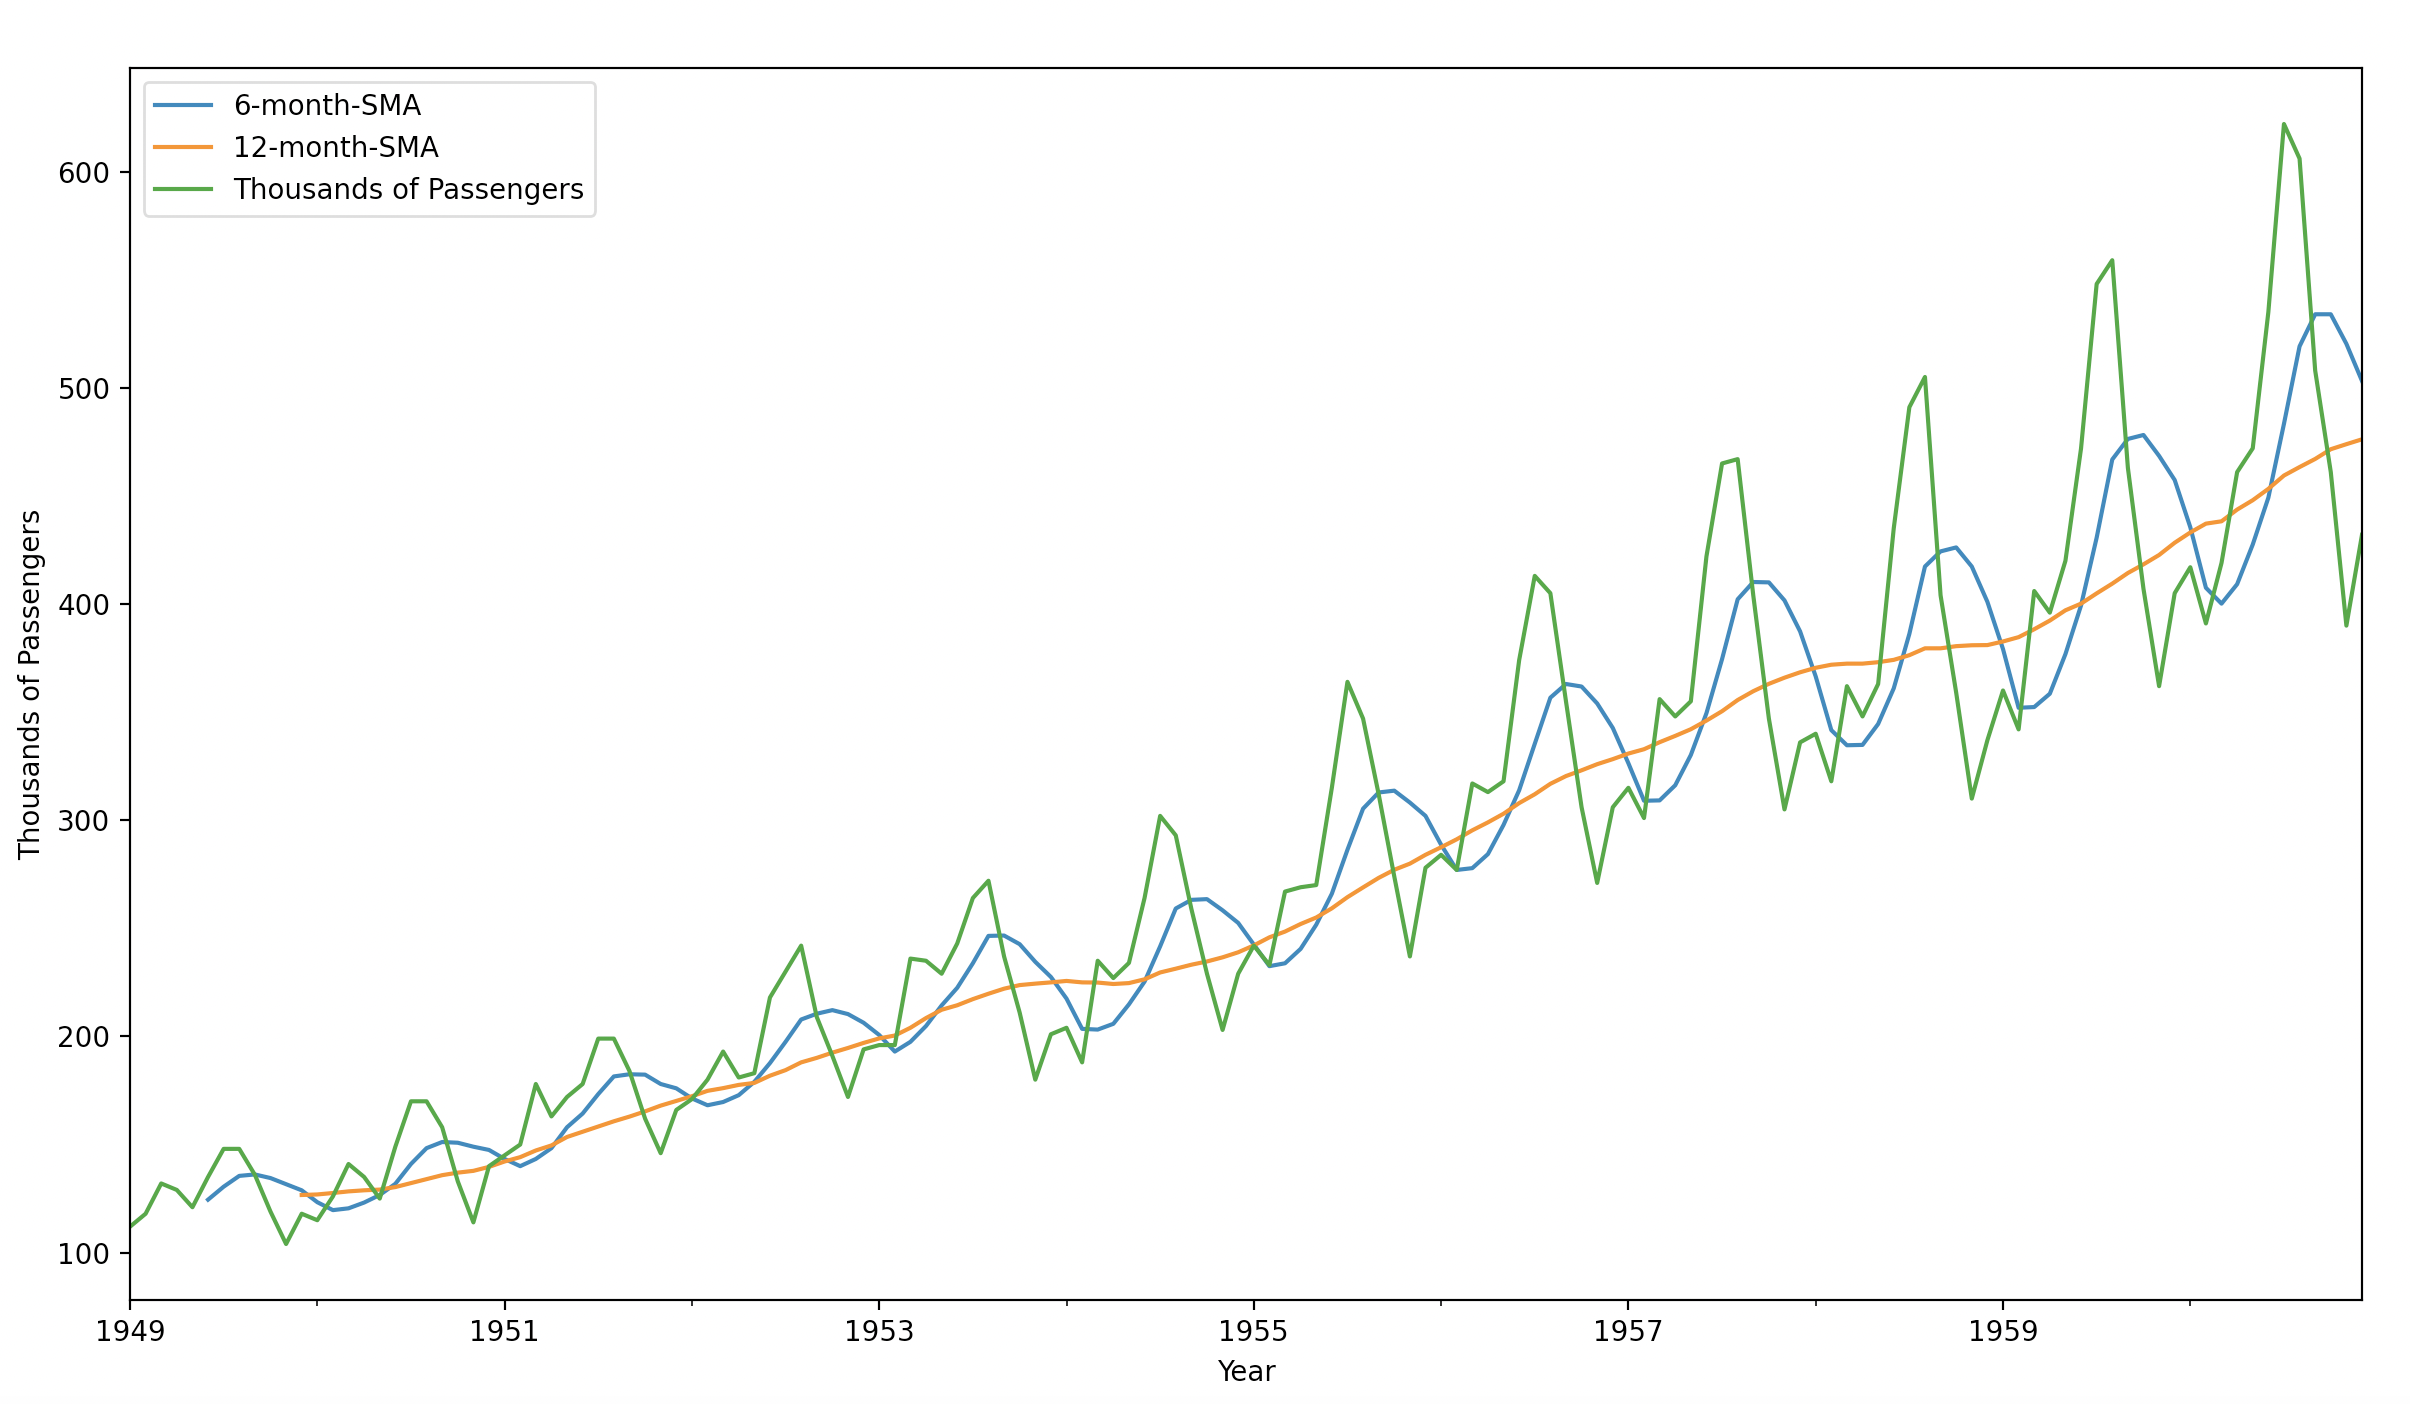 6-month-SMA
12-month-SMA
Thousands of Passengers
600
500
400
300
200
100
Thousands of Passengers
1949 1951 1953 1955 1957 1959
Year